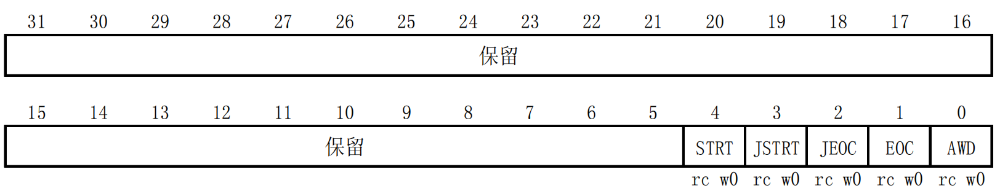 31 30 29 28 27 26 25 24 23 22 21 20 19 18 17 16
保留
15 14 13 12 11 10 9 8 7 6 5 4 3 2 1 0
保留 STRT JSTRT JEOC EOC AWD
rc w0 rc w0 rc w0 rc w0 rc w0